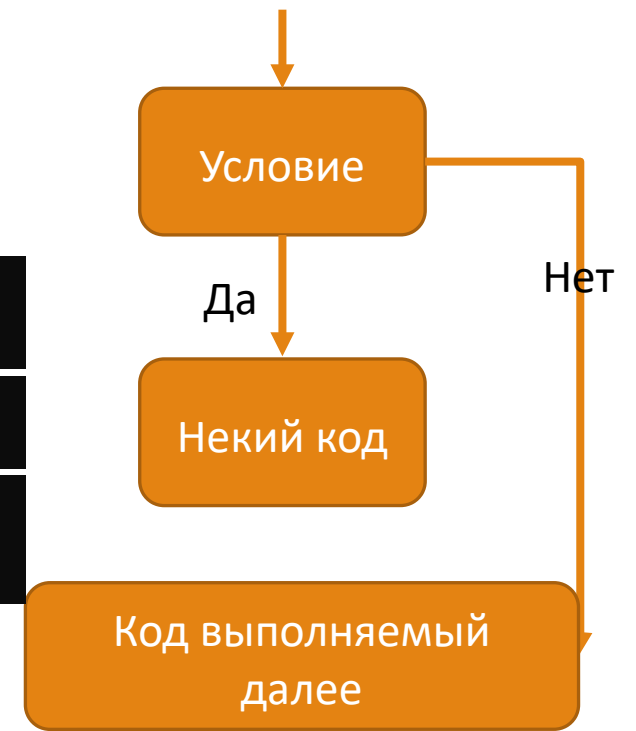 Условие
Да
Нет
Некий код
Код выполняемый
далее